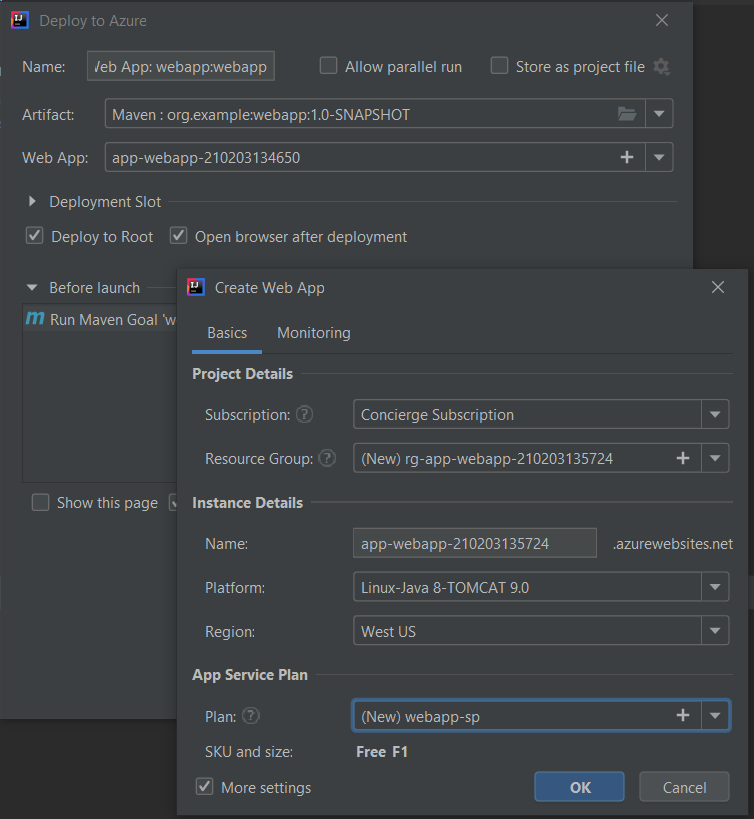 Deploy to Azure
Name: Web App: webapp:webapp Allow parallel run Store as project file
Artifact: Maven : org.example:webapp:1.0-SNAPSHOT
Web App: app-webapp-210203134650
Deployment Slot
Deploy to Root Open browser after deployment
Before launch
Run Maven Goal 'w
Show this page
Create Web App
Basics Monitoring
Project Details
Subscription: ? Concierge Subscription
Resource Group: ? (New) rg-app-webapp-210203135724
Instance Details
Name: app-webapp-210203135724 .azurewebsites.net
Platform: Linux-Java 8-TOMCAT 9.0
Region: West US
App Service Plan
Plan: ? (New) webapp-sp
SKU and size: Free F1
More settings OK Cancel